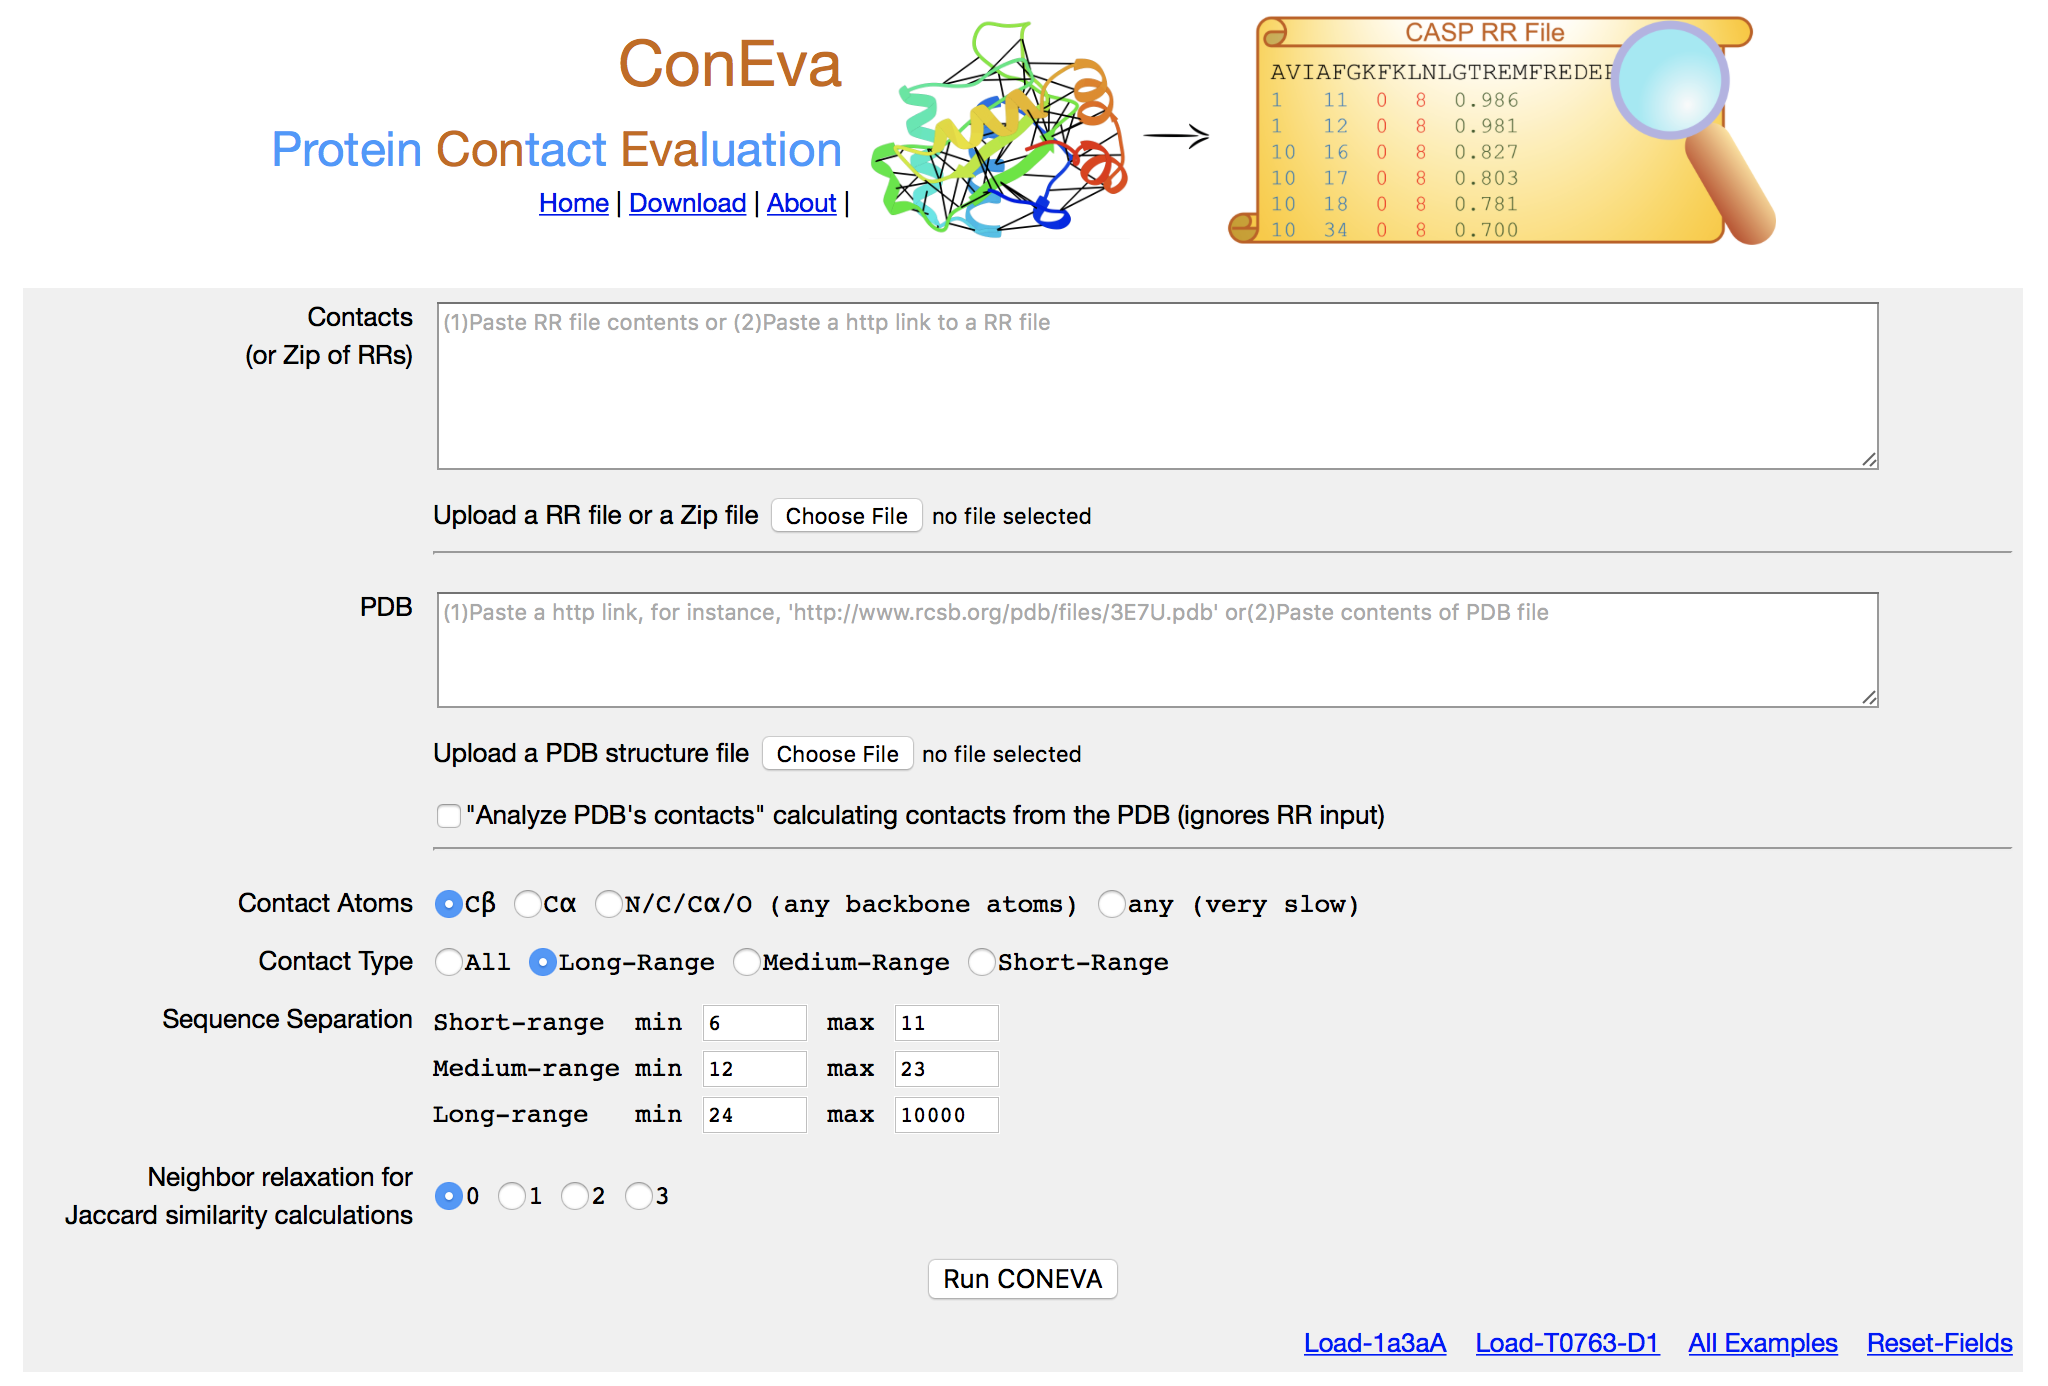 ConEva
Protein Contact Evaluation
Home | Download | About |
CASP RR File
AVIAFGKFKLNLGTREMFREDE
1 11 0 8 0.986
1 12 0 8 0.981
10 16 0 8 0.827
10 17 0 8 0.803
10 18 0 8 0.781
10 34 0 8 0.700
Contacts
(or Zip of RRs)
(1)Paste RR file contents or (2)Paste a http link to a RR file
Upload a RR file or a Zip file Choose File no file selected
PDB
(1)Paste a http link, for instance, 'http://www.rcsb.org/pdb/files/3E7U.pdb' or(2)Paste contents of PDB file
Upload a PDB structure file Choose File no file selected
"Analyze PDB's contacts" calculating contacts from the PDB (ignores RR input)
Contact Atoms Cβ Cα N/C/Cα/O (any backbone atoms) any (very slow)
Contact Type All Long-Range Medium-Range Short-Range
Sequence Separation Short-range min 6 max 11
Medium-range min 12 max 23
Long-range min 24 max 10000
Neighbor relaxation for
Jaccard similarity calculations 0 1 2 3
Run CONEVA
Load-1a3aA Load-T0763-D1 All Examples Reset-Fields